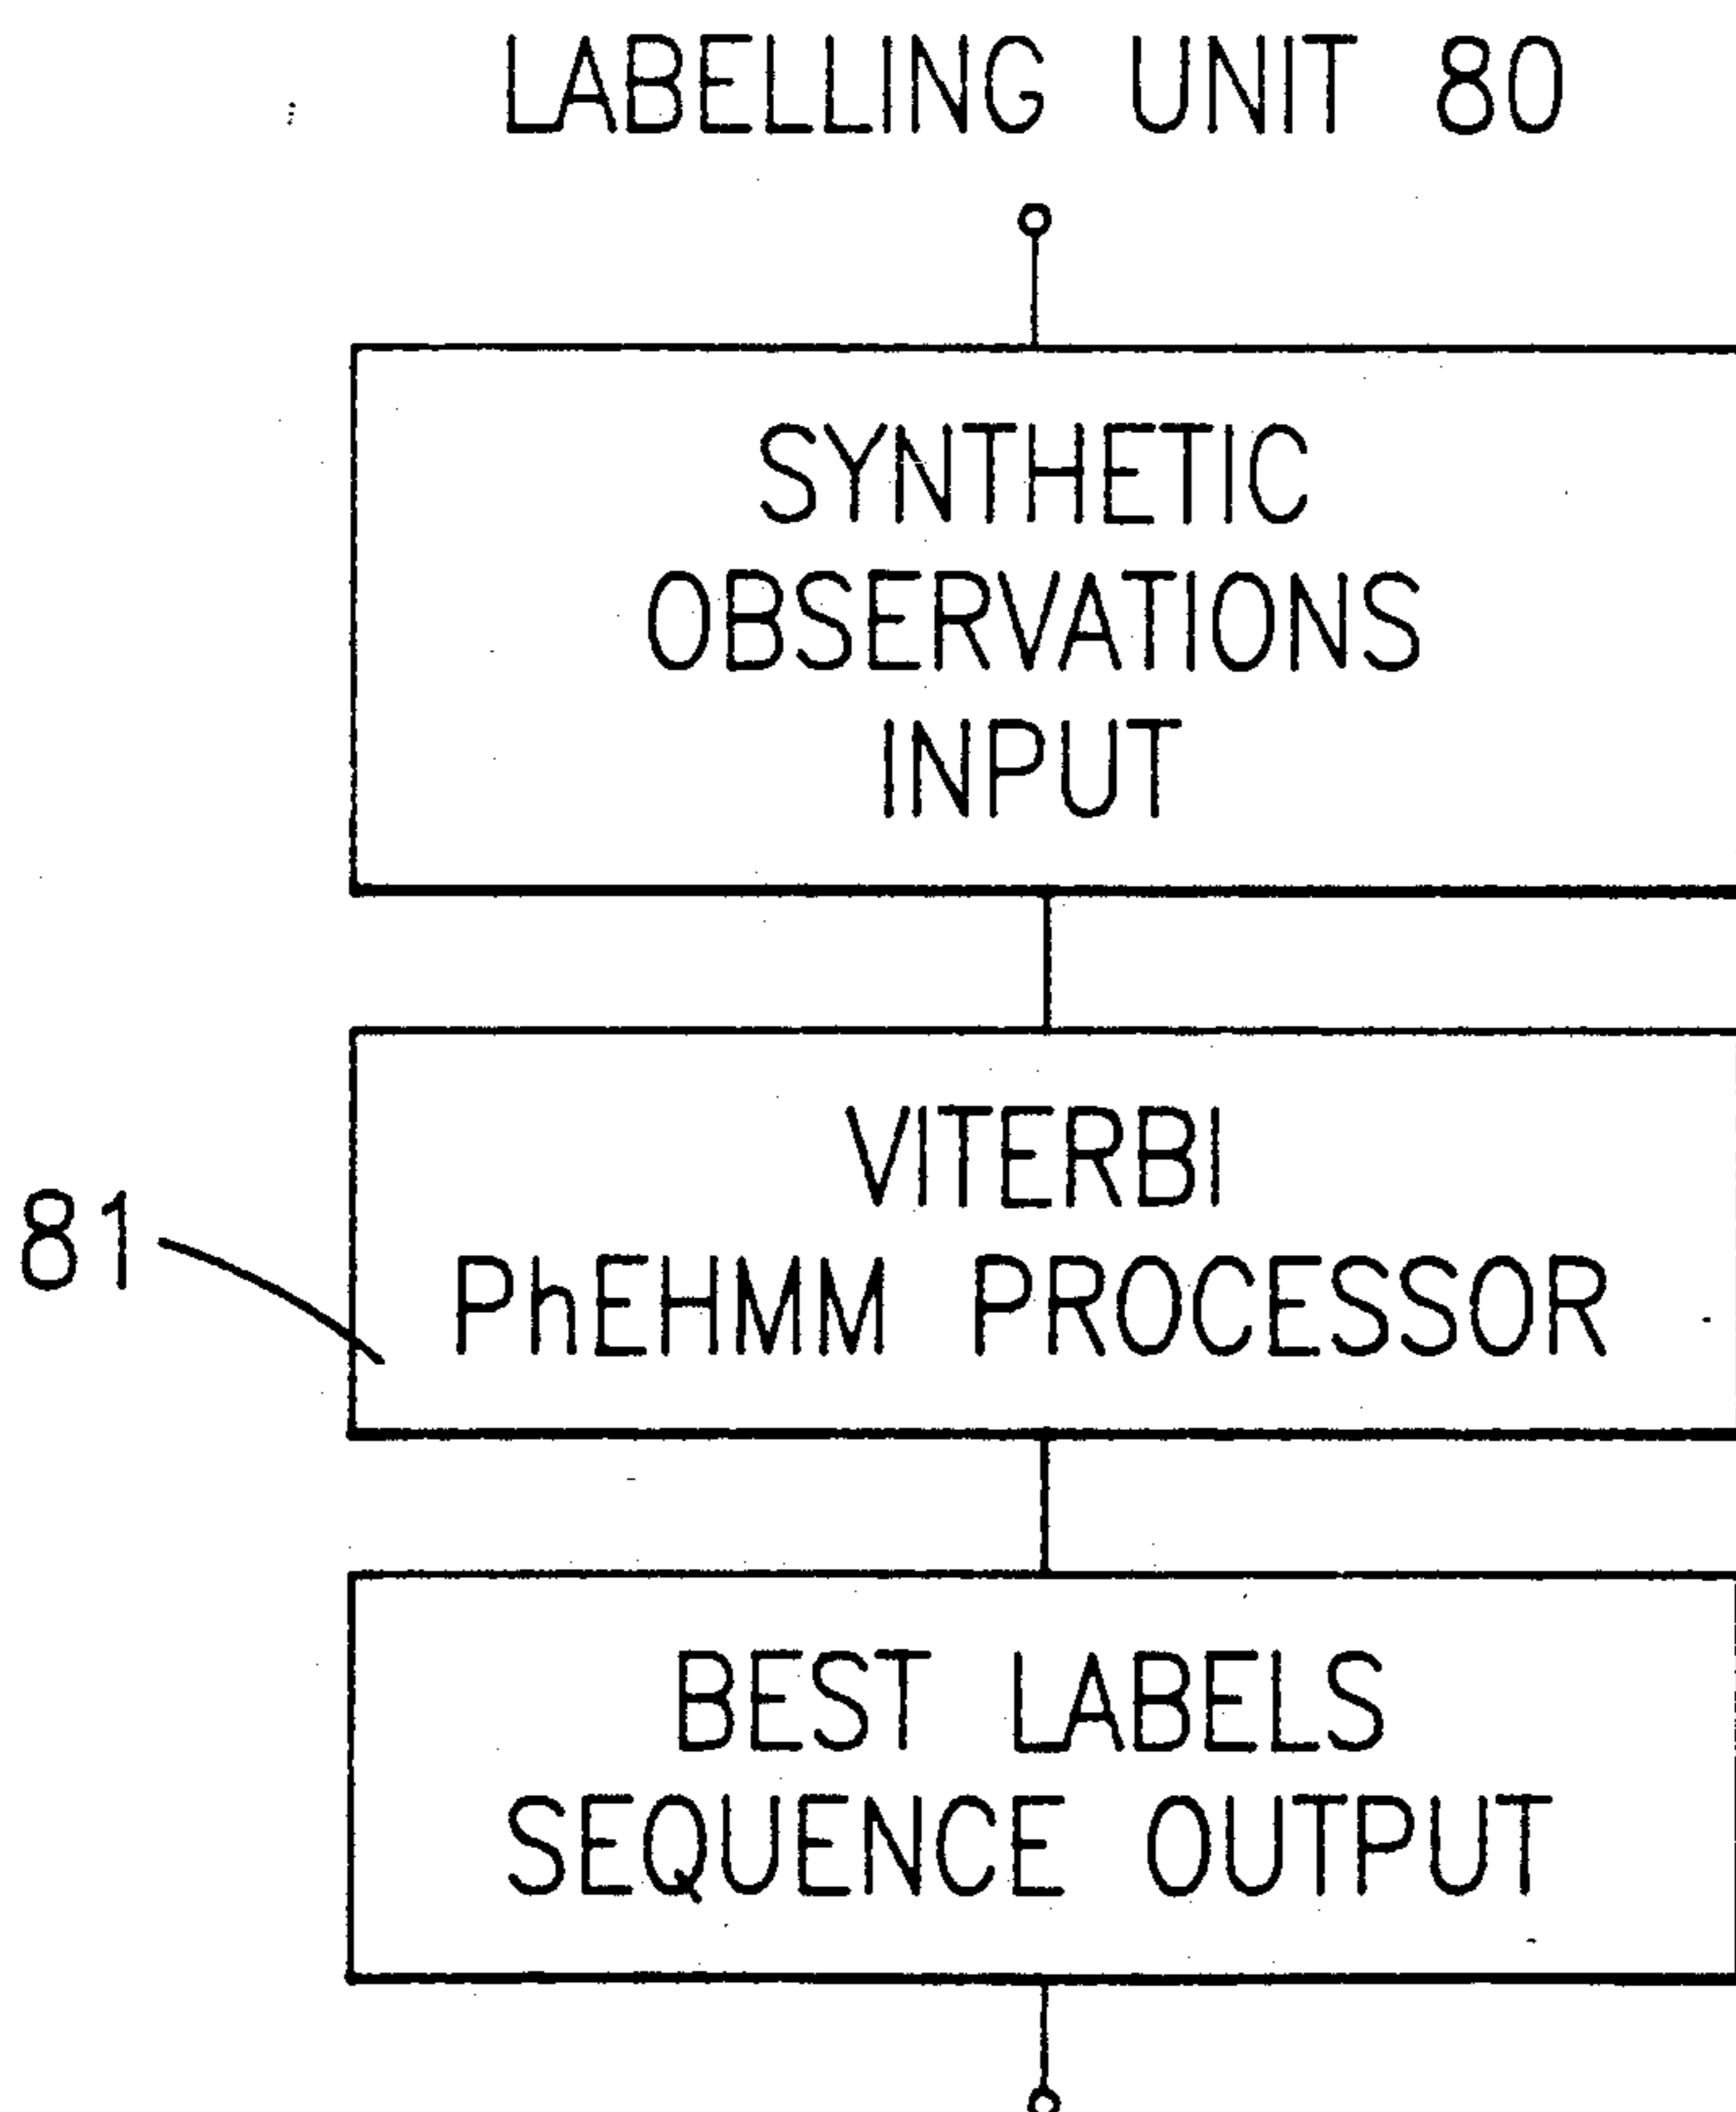 LABELLING UNIT 80
SYNTHETIC
OBSERVATIONS
INPUT
VITERBI
PhEHMM PROCESSOR
81
BEST LABELS
SEQUENCE OUTPUT